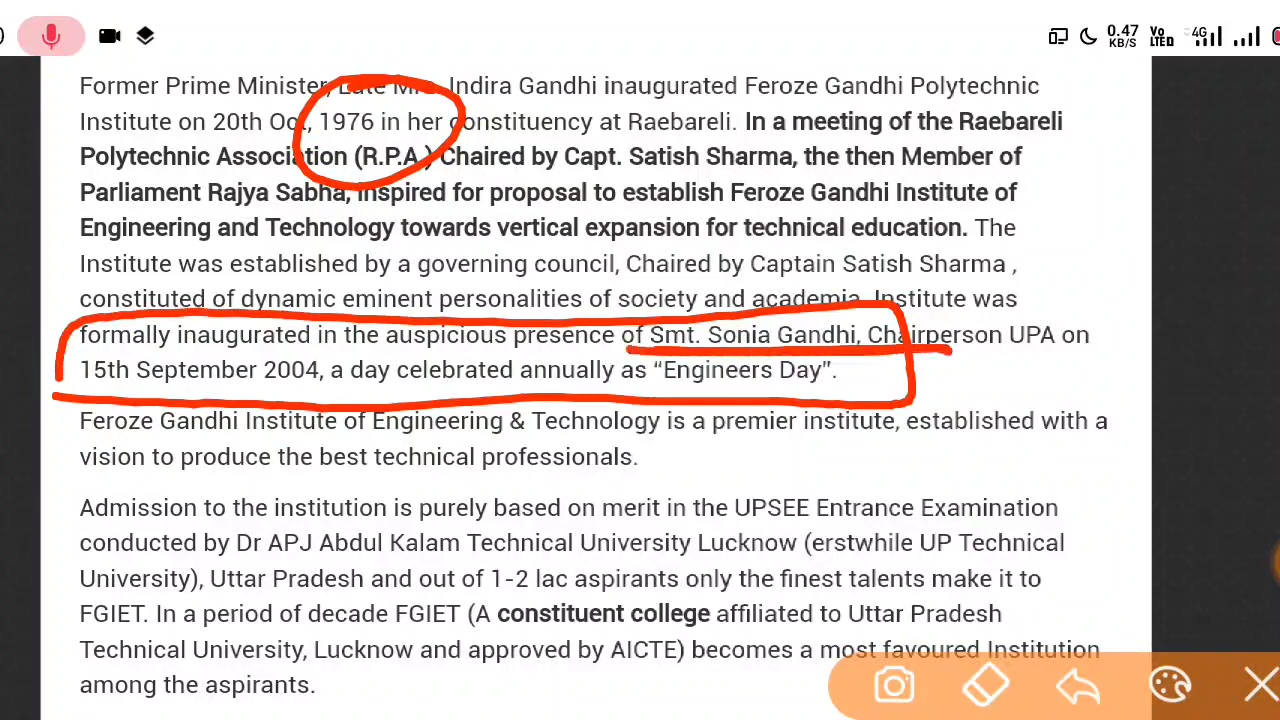 0.47
KB/S
Vo
LTED
4G
Former Prime Minister, Late Mrs. Indira Gandhi inaugurated Feroze Gandhi Polytechnic
Institute on 20th Oct, 1976 in her constituency at Raebareli. In a meeting of the Raebareli
Polytechnic Association (R.P.A.) Chaired by Capt. Satish Sharma, the then Member of
Parliament Rajya Sabha, inspired for proposal to establish Feroze Gandhi Institute of
Engineering and Technology towards vertical expansion for technical education. The
Institute was established by a governing council, Chaired by Captain Satish Sharma ,
constituted of dynamic eminent personalities of society and academia. Institute was
formally inaugurated in the auspicious presence of Smt. Sonia Gandhi, Chairperson UPA on
15th September 2004, a day celebrated annually as “Engineers Day”.
Feroze Gandhi Institute of Engineering & Technology is a premier institute, established with a
vision to produce the best technical professionals.
Admission to the institution is purely based on merit in the UPSEE Entrance Examination
conducted by Dr APJ Abdul Kalam Technical University Lucknow (erstwhile UP Technical
University), Uttar Pradesh and out of 1-2 lac aspirants only the finest talents make it to
FGIET. In a period of decade FGIET (A constituent college affiliated to Uttar Pradesh
Technical University, Lucknow and approved by AICTE) becomes a most favoured Institution
among the aspirants.